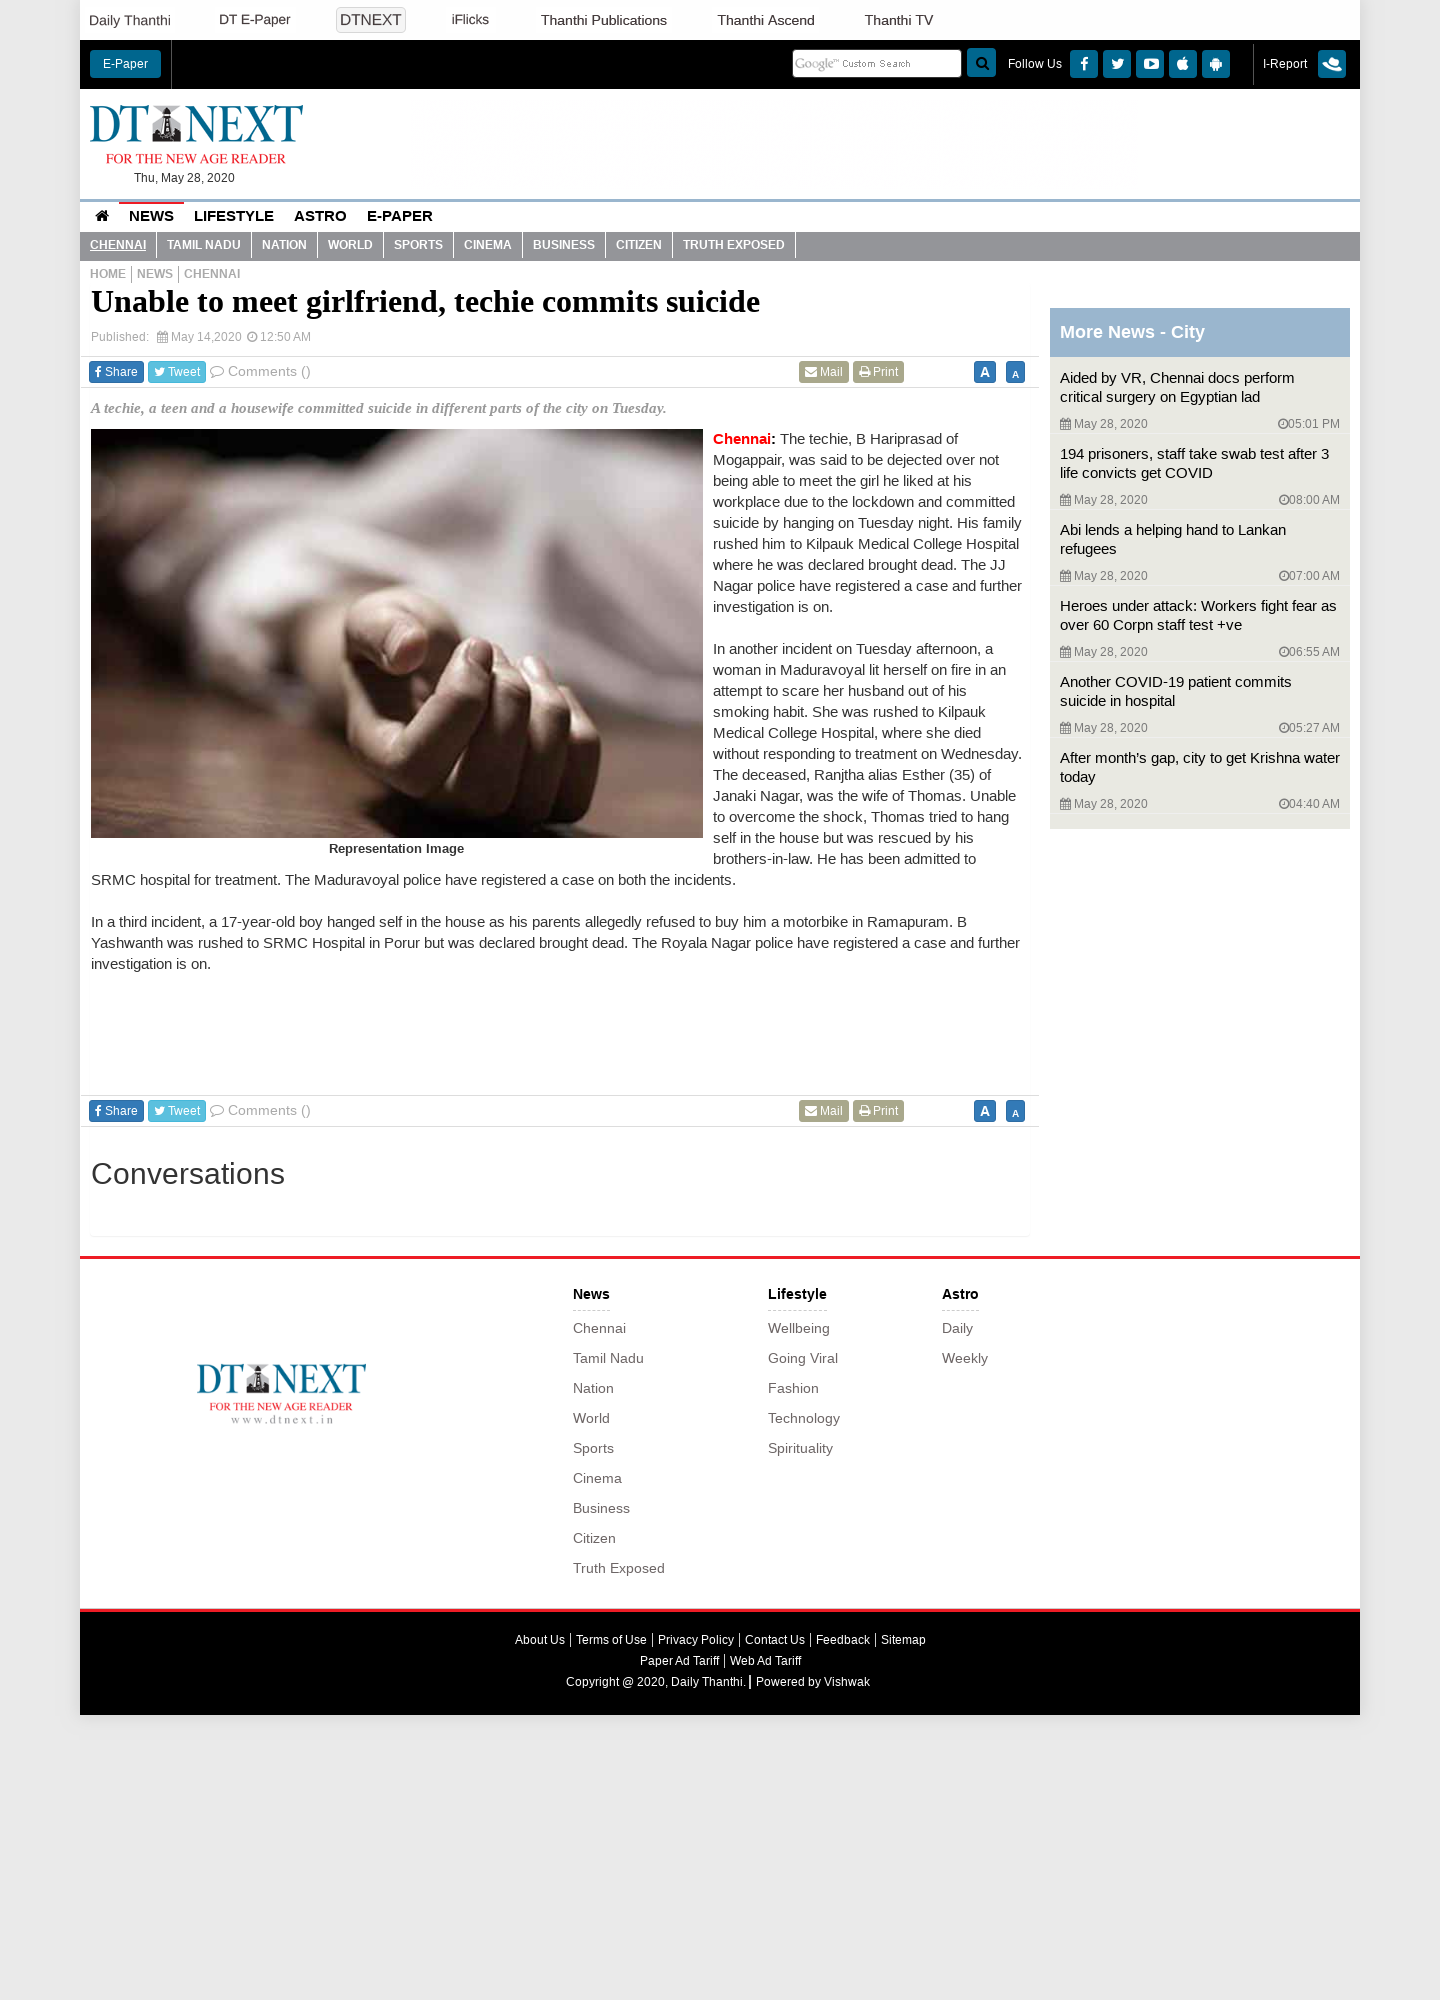 Daily Thanthi DT E-Paper DTNEXT iFlicks Thanthi Publications Thanthi Ascend Thanthi TV
E-Paper Google™ Custom Search Follow Us I-Report
DT NEXT
FOR THE NEW AGE READER
Thu, May 28, 2020
NEWS LIFESTYLE ASTRO E-PAPER
CHENNAI TAMIL NADU NATION WORLD SPORTS CINEMA BUSINESS CITIZEN TRUTH EXPOSED
HOME NEWS CHENNAI
Unable to meet girlfriend, techie commits suicide
Published: May 14,2020 12:50 AM
Share Tweet Comments () Mail Print A A
A techie, a teen and a housewife committed suicide in different parts of the city on Tuesday.
Representation Image
Chennai: The techie, B Hariprasad of
Mogappair, was said to be dejected over not
being able to meet the girl he liked at his
workplace due to the lockdown and committed
suicide by hanging on Tuesday night. His family
rushed him to Kilpauk Medical College Hospital
where he was declared brought dead. The JJ
Nagar police have registered a case and further
investigation is on.
In another incident on Tuesday afternoon, a
woman in Maduravoyal lit herself on fire in an
attempt to scare her husband out of his
smoking habit. She was rushed to Kilpauk
Medical College Hospital, where she died
without responding to treatment on Wednesday.
The deceased, Ranjtha alias Esther (35) of
Janaki Nagar, was the wife of Thomas. Unable
to overcome the shock, Thomas tried to hang
self in the house but was rescued by his
brothers-in-law. He has been admitted to
SRMC hospital for treatment. The Maduravoyal police have registered a case on both the incidents.
In a third incident, a 17-year-old boy hanged self in the house as his parents allegedly refused to buy him a motorbike in Ramapuram. B
Yashwanth was rushed to SRMC Hospital in Porur but was declared brought dead. The Royala Nagar police have registered a case and further
investigation is on.
Share Tweet Comments () Mail Print A A
Conversations
More News - City
Aided by VR, Chennai docs perform
critical surgery on Egyptian lad
May 28, 2020 05:01 PM
194 prisoners, staff take swab test after 3
life convicts get COVID
May 28, 2020 08:00 AM
Abi lends a helping hand to Lankan
refugees
May 28, 2020 07:00 AM
Heroes under attack: Workers fight fear as
over 60 Corpn staff test +ve
May 28, 2020 06:55 AM
Another COVID-19 patient commits
suicide in hospital
May 28, 2020 05:27 AM
After month's gap, city to get Krishna water
today
May 28, 2020 04:40 AM
DT NEXT
FOR THE NEW AGE READER
www.dtnext.in
News
Chennai
Tamil Nadu
Nation
World
Sports
Cinema
Business
Citizen
Truth Exposed
Lifestyle
Wellbeing
Going Viral
Fashion
Technology
Spirituality
Astro
Daily
Weekly
About Us Terms of Use Privacy Policy Contact Us Feedback Sitemap
Paper Ad Tariff Web Ad Tariff
Copyright @ 2020, Daily Thanthi. Powered by Vishwak